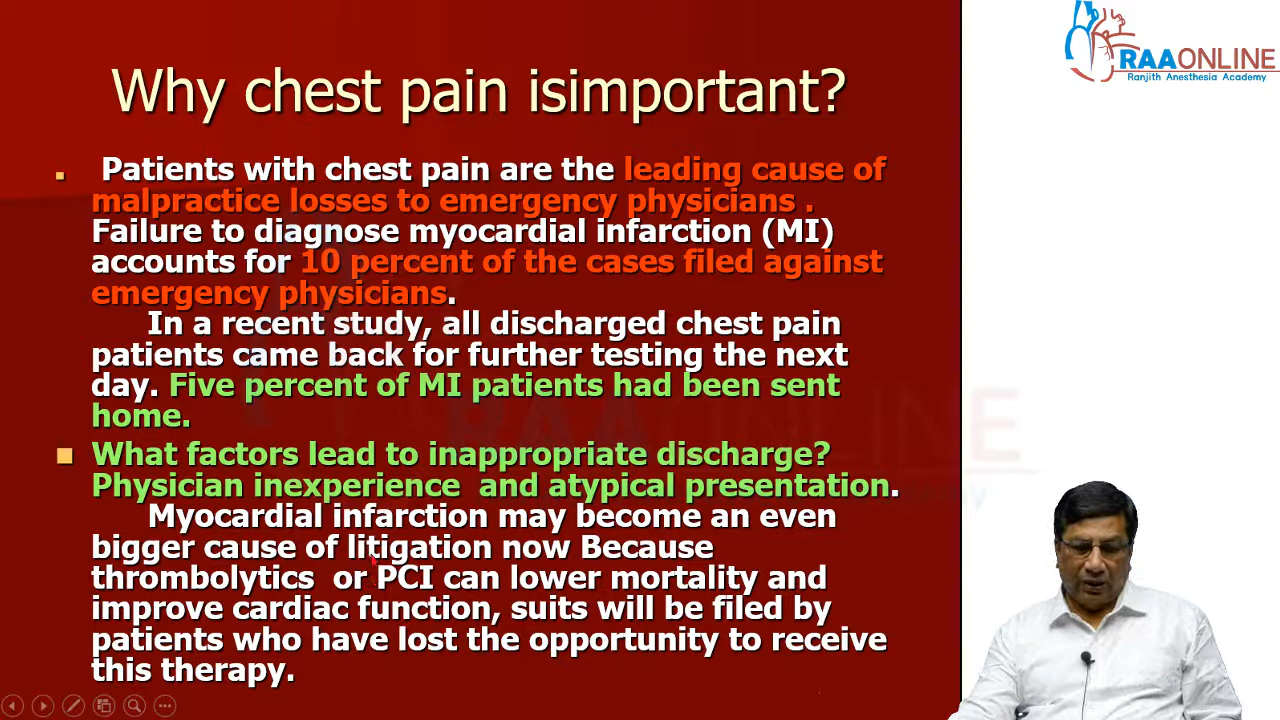 Why chest pain isimportant?
Patients with chest pain are the leading cause of
malpractice losses to emergency physicians .
Failure to diagnose myocardial infarction (MI)
accounts for 10 percent of the cases filed against
emergency physicians.
In a recent study, all discharged chest pain
patients came back for further testing the next
day. Five percent of MI patients had been sent
home.
What factors lead to inappropriate discharge?
Physician inexperience and atypical presentation.
Myocardial infarction may become an even
bigger cause of litigation now Because
thrombolytics or PCI can lower mortality and
improve cardiac function, suits will be filed by
patients who have lost the opportunity to receive
this therapy.
RAAONLINE
Ranjith Anesthesia Academy
RAAONLINE